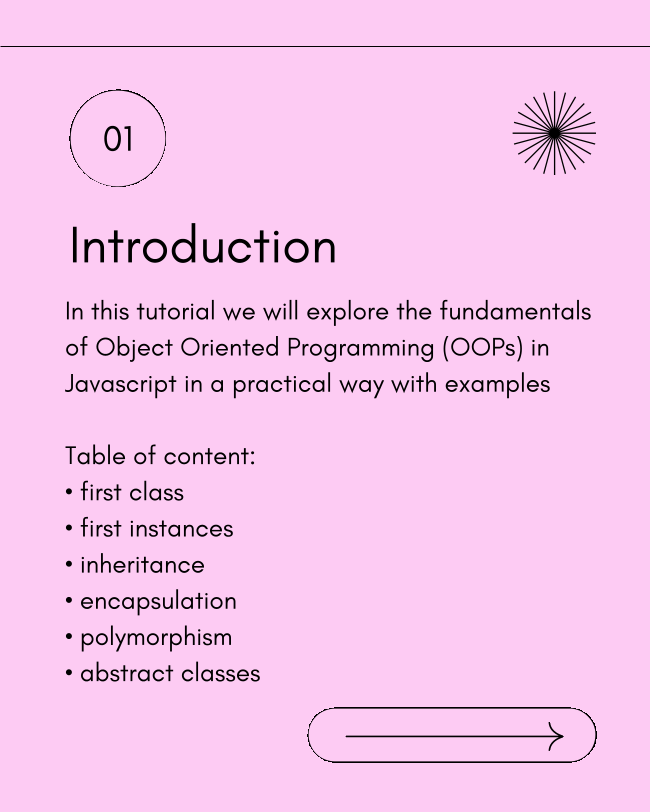 01
Introduction
In this tutorial we will explore the fundamentals
of Object Oriented Programming (OOPs) in
Javascript in a practical way with examples
Table of content:
• first class
• first instances
• inheritance
• encapsulation
• polymorphism
• abstract classes